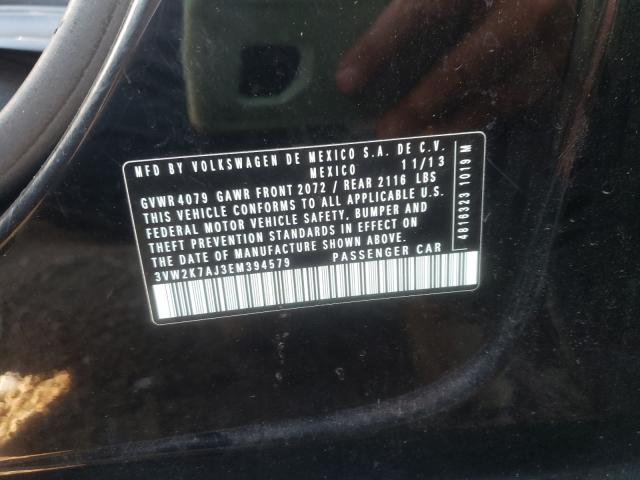 MFD BY VOLKSWAGEN DE MEXICO S.A. DE C.V.
MEXICO 11/13
GVWR 4079 GAWR FRONT 2072 / REAR 2116 LBS
THIS VEHICLE CONFORMS TO ALL APPLICABLE U.S.
FEDERAL MOTOR VEHICLE SAFETY, BUMPER AND
THEFT PREVENTION STANDARDS IN EFFECT ON
THE DATE OF MANUFACTURE SHOWN ABOVE.
3VW2K7AJ3EM394579 PASSENGER CAR
4816323 1019 M